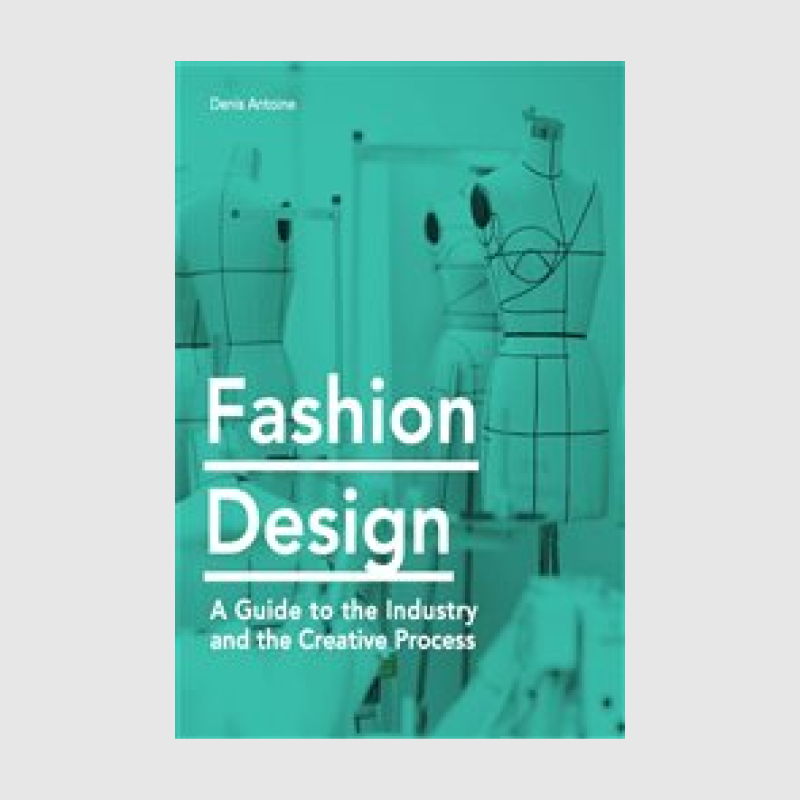 Denis Antoine
Fashion
Design
A Guide to the Industry
and the Creative Process